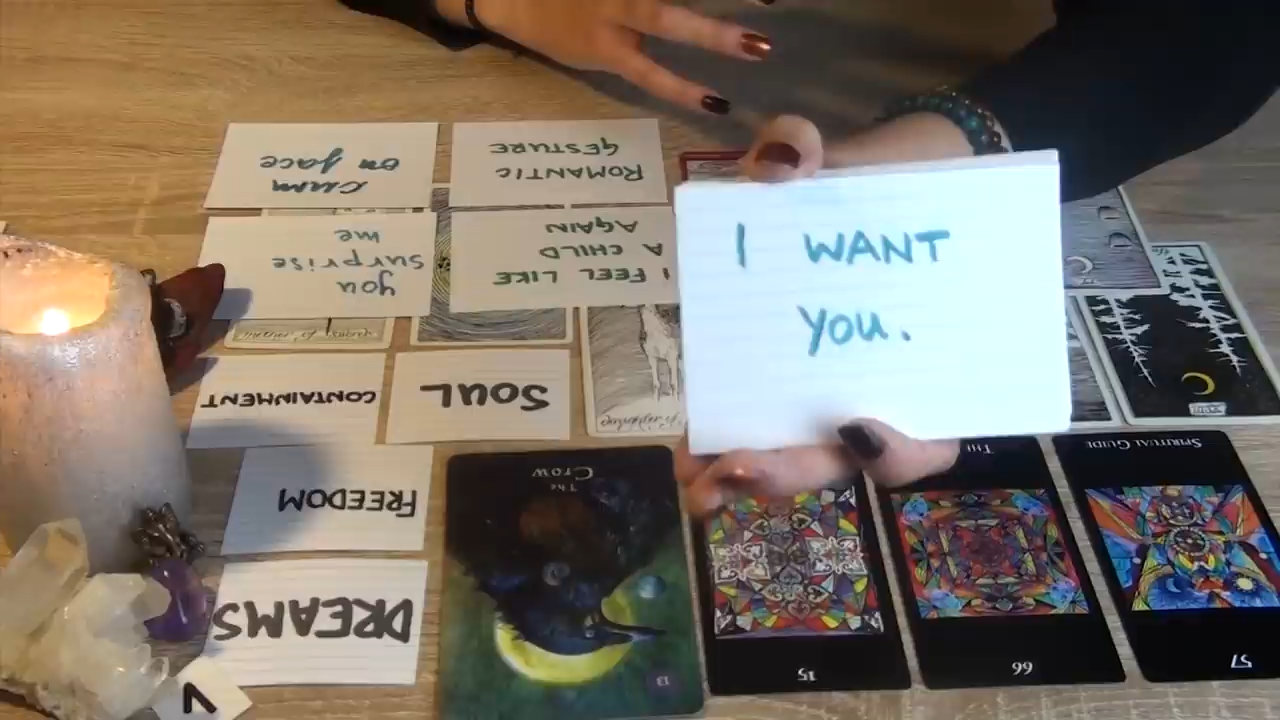 cum
on face
ROMANTIC
GESTURE
you
surprise
me
I FEEL LIKE
A CHILD
AGAIN
I WANT
YOU.
CONTAINMENT
SOUL
FREEDOM
DREAMS
V
The
Crow
13
15
THE
66
SPIRITUAL GUIDE
57